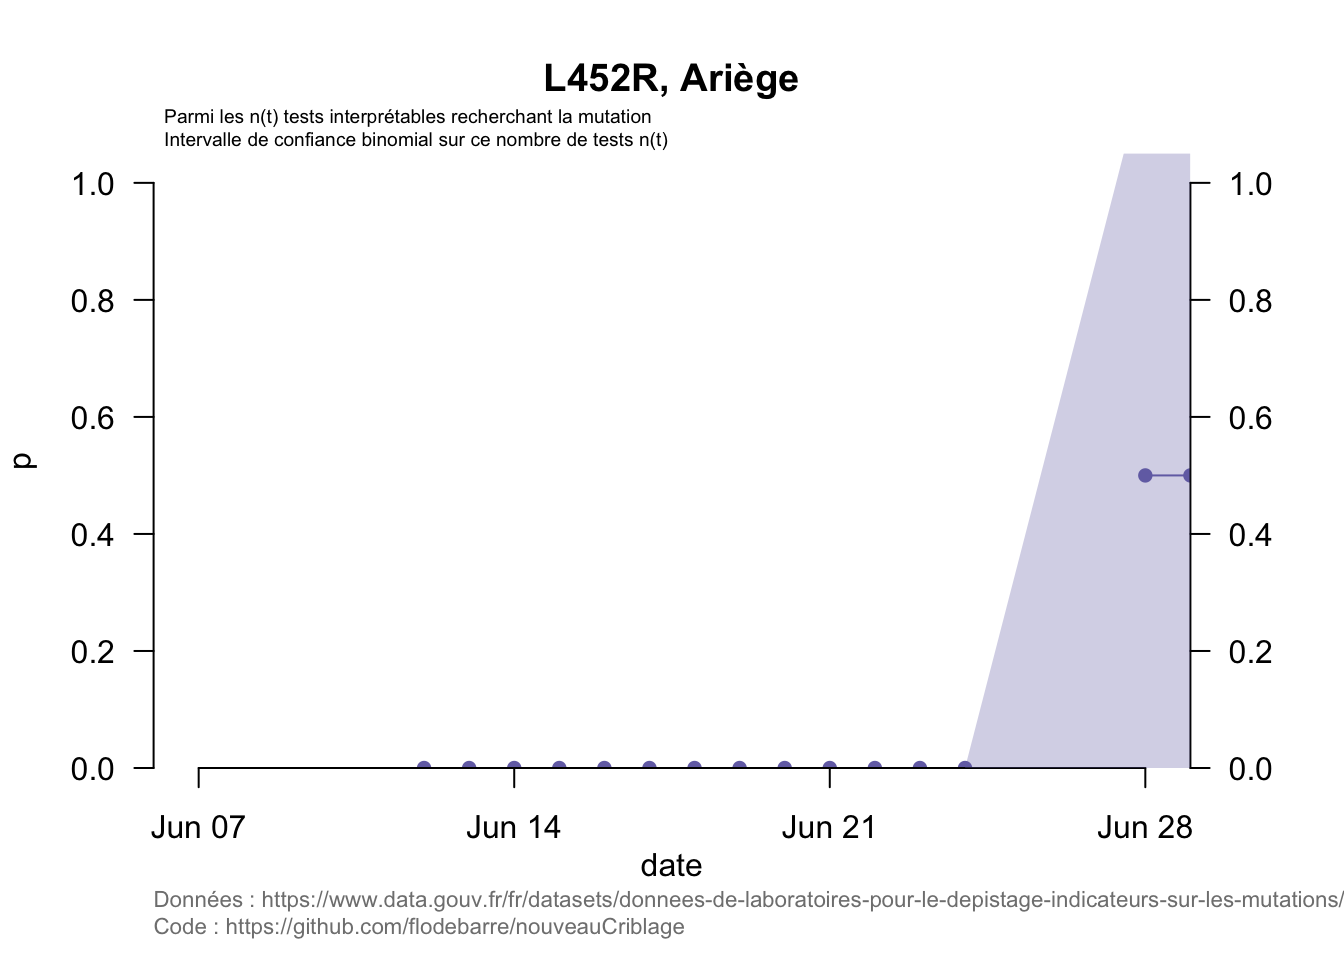 L452R, Ariège
Parmi les n(t) tests interprétables recherchant la mutation
Intervalle de confiance binomial sur ce nombre de tests n(t)
1.0
0.8
0.6
0.4
0.2
0.0
p
1.0
0.8
0.6
0.4
0.2
0.0
Jun 07 Jun 14 Jun 21 Jun 28
date
Données : https://www.data.gouv.fr/fr/datasets/donnees-de-laboratoires-pour-le-depistage-indicateurs-sur-les-mutations/
Code : https://github.com/flodebarre/nouveauCriblage